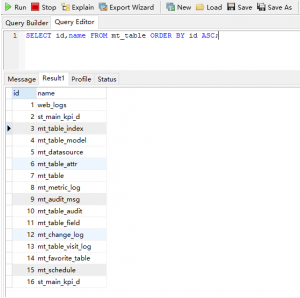 Run Stop Explain Export Wizard New Load Save Save As
Query Builder Query Editor
1 SELECT id,name FROM mt_table ORDER BY id ASC;
Message Result1 Profile Status
id name
1 web_logs
2 st_main_kpi_d
3 mt_table_index
4 mt_table_model
5 mt_datasource
6 mt_table_attr
7 mt_table
8 mt_metric_log
9 mt_audit_msg
10 mt_table_audit
11 mt_table_field
12 mt_change_log
13 mt_table_visit_log
14 mt_favorite_table
15 mt_schedule
16 st_main_kpi_d